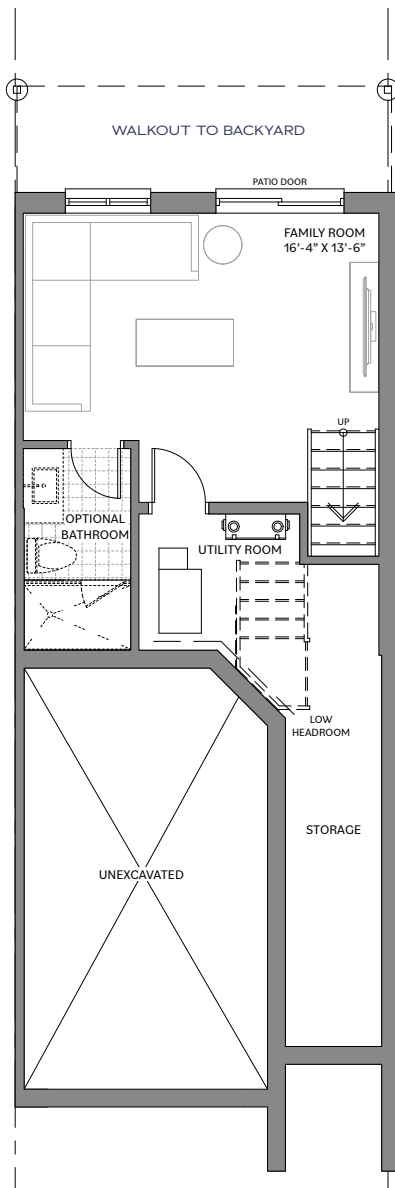 WALKOUT TO BACKYARD
PATIO DOOR
FAMILY ROOM
16'-4" X 13'-6"
UP
OPTIONAL
BATHROOM
UTILITY ROOM
LOW
HEADROOM
STORAGE
UNEXCAVATED